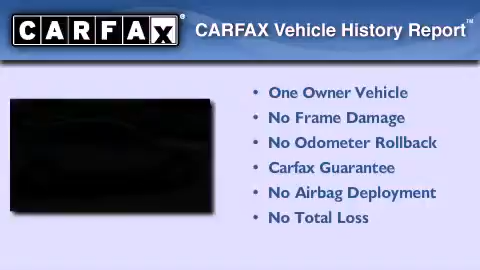 CARFAX® CARFAX Vehicle History Report™
• One Owner Vehicle
• No Frame Damage
• No Odometer Rollback
• Carfax Guarantee
• No Airbag Deployment
• No Total Loss